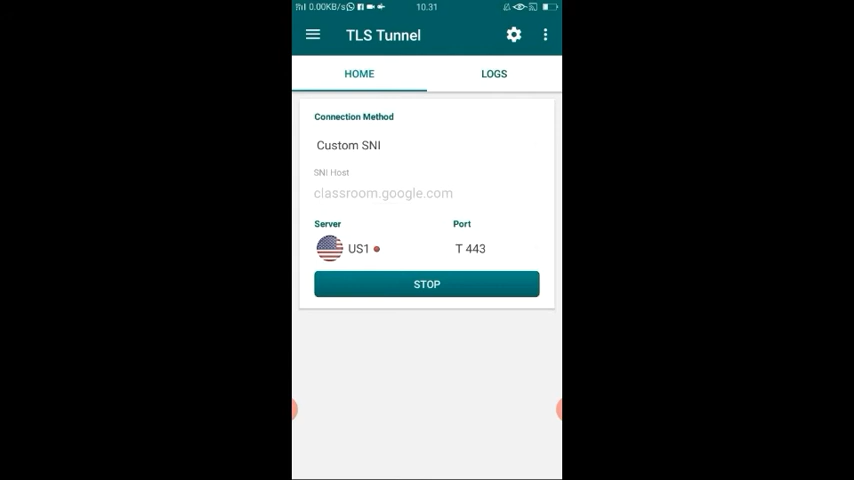 0.00KB/s 10.31
TLS Tunnel
HOME LOGS
Connection Method
Custom SNI
SNI Host
classroom.google.com
Server Port
US1 T 443
STOP